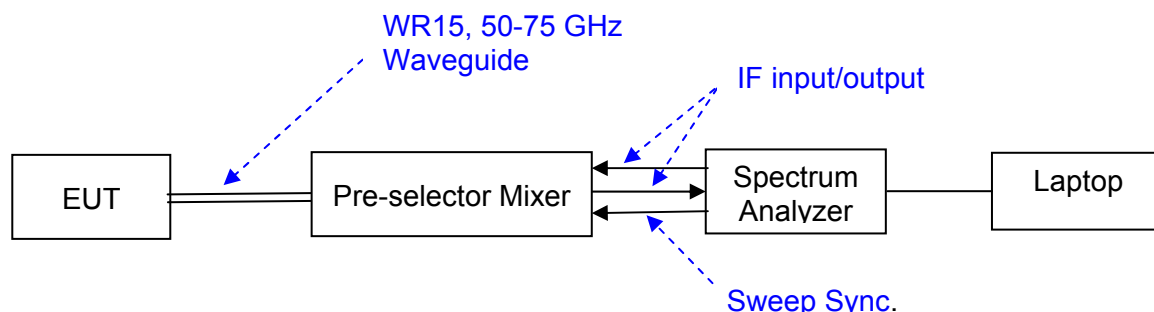 WR15, 50-75 GHz
Waveguide
IF input/output
EUT
Pre-selector Mixer
Spectrum
Analyzer
Laptop
Sweep Sync.